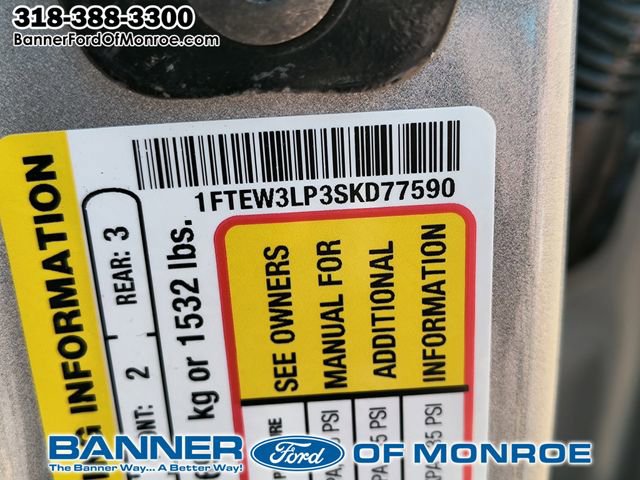 318-388-3300
BannerFordOfMonroe.com
1FTEW3LP3SKD77590
INFORMATION
REAR: 3
2
kg or 1532 lbs.
SEE OWNERS
MANUAL FOR
ADDITIONAL
INFORMATION
PSI
PSI
35 PSI
BANNER Ford OF MONROE
The Banner Way... A Better Way!